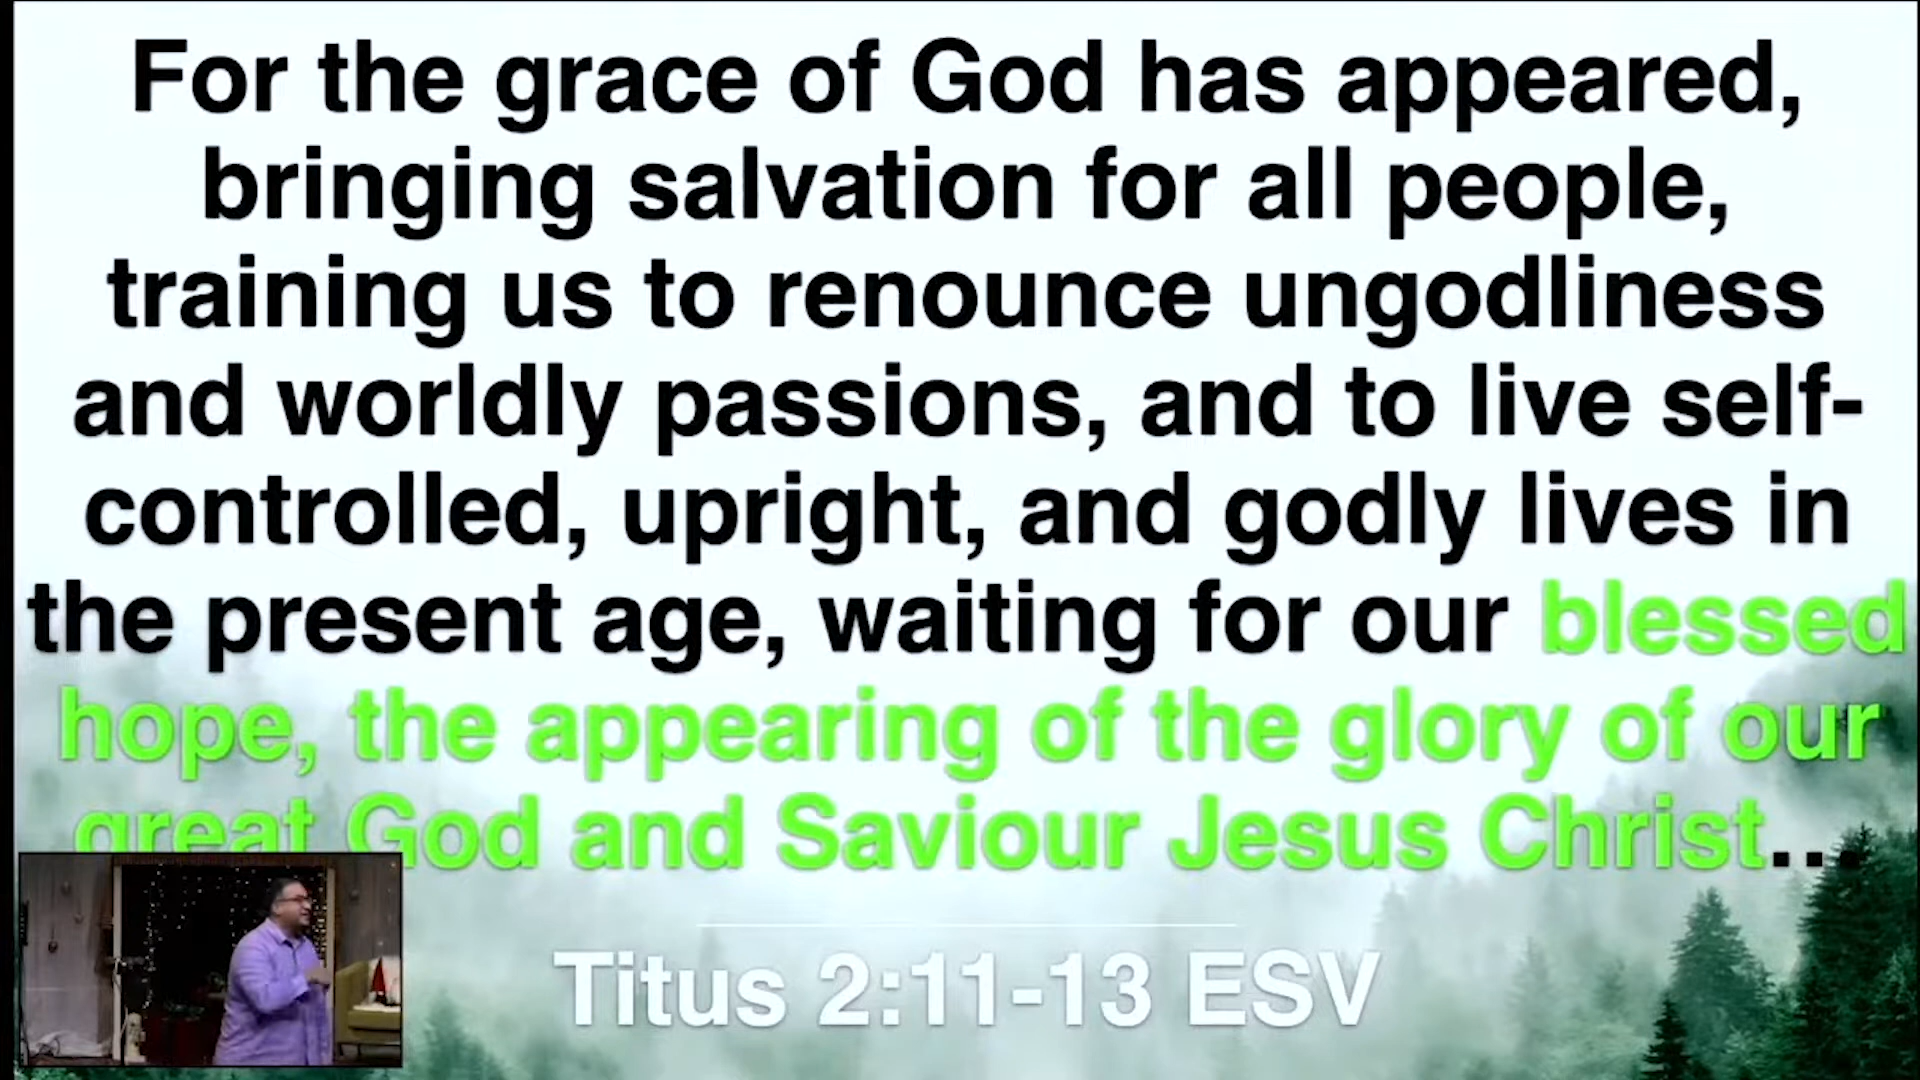 For the grace of God has appeared,
bringing salvation for all people,
training us to renounce ungodliness
and worldly passions, and to live self-
controlled, upright, and godly lives in
the present age, waiting for our blessed
hope, the appearing of the glory of our
great God and Saviour Jesus Christ...
Titus 2:11-13 ESV